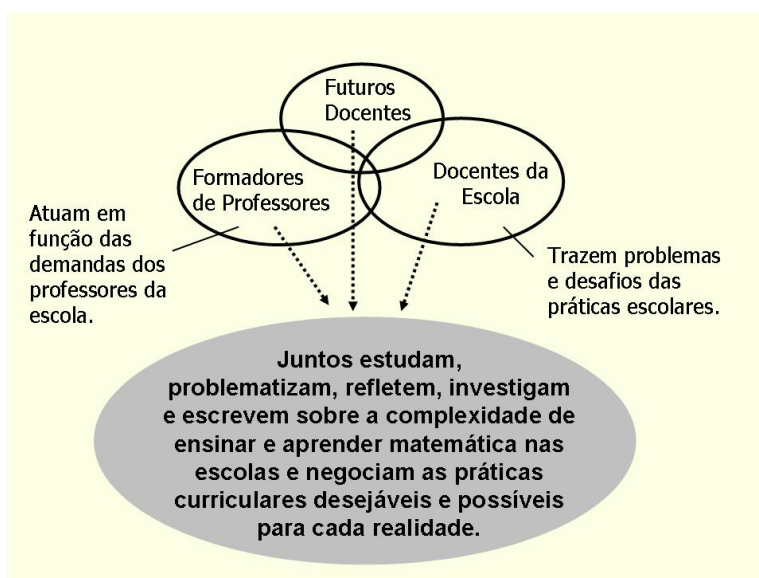 Futuros
Docentes
Formadores
de Professores
Docentes da
Escola
Atuam em
função das
demandas dos
professores da
escola.
Trazem problemas
e desafios das
práticas escolares.
Juntos estudam,
problematizam, refletem, investigam
e escrevem sobre a complexidade de
ensinar e aprender matemática nas
escolas e negociam as práticas
curriculares desejáveis e possíveis
para cada realidade.